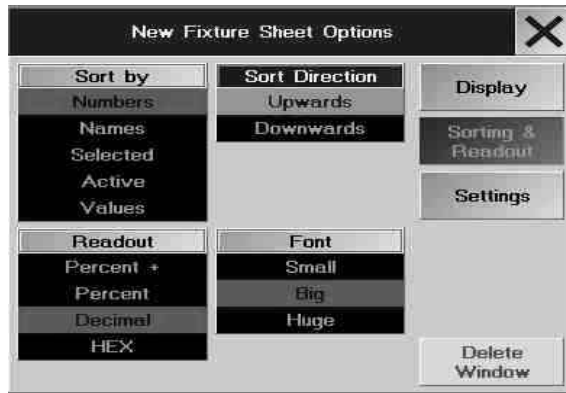 New Fixture Sheet Options
Sort by
Numbers
Names
Selected
Active
Values
Sort Direction
Upwards
Downwards
Display
Sorting &
Readout
Settings
Readout
Percent +
Percent
Decimal
HEX
Font
Small
Big
Huge
Delete
Window